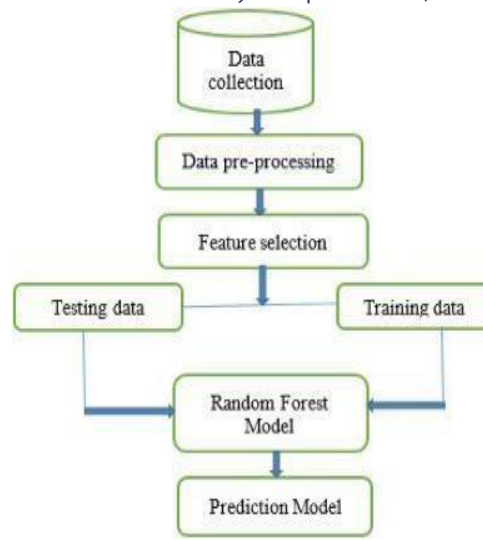 Data
collection
Data pre-processing
Feature selection
Testing data
Training data
Random Forest
Model
Prediction Model